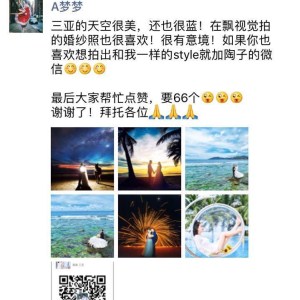 A梦梦
三亚的天空很美，还也很蓝！在飘视觉拍
的婚纱照也很喜欢！很有意境！如果你也
喜欢想拍出和我一样的style就加陶子的微
信😊😊😊
最后大家帮忙点赞，要66个😪😪😪
谢谢了！拜托各位🙏🙏🙏